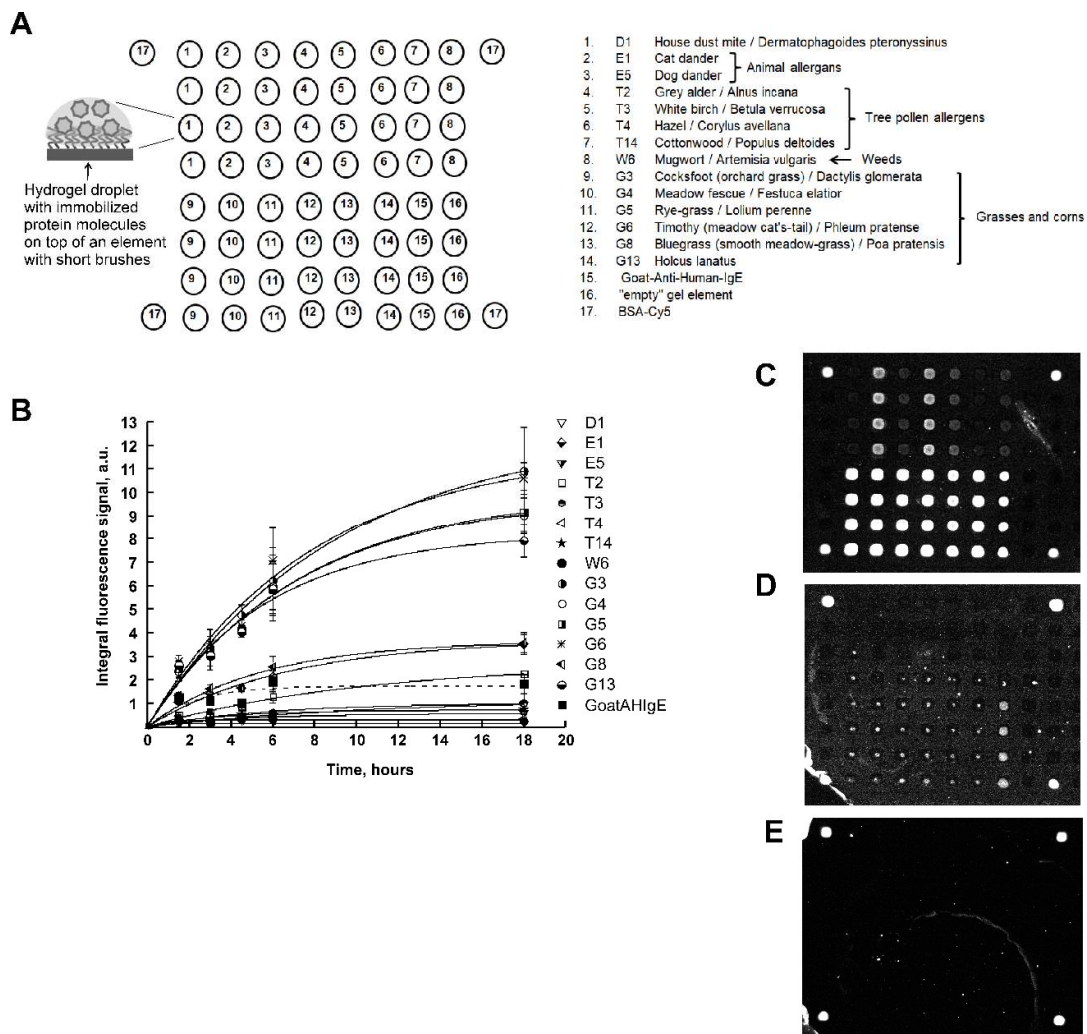 A
17 1 2 3 4 5 6 7 8 17
1 2 3 4 5 6 7 8
1 2 3 4 5 6 7 8
1 2 3 4 5 6 7 8
9 10 11 12 13 14 15 16
9 10 11 12 13 14 15 16
9 10 11 12 13 14 15 16
17 9 10 11 12 13 14 15 16 17
Hydrogel droplet
with immobilized
protein molecules
on top of an element
with short brushes
1. D1 House dust mite / Dermatophagoides pteronyssinus
2. E1 Cat dander
3. E5 Dog dander
Animal allergans
4. T2 Grey alder / Alnus incana
5. T3 White birch / Betula verrucosa
6. T4 Hazel / Corylus avellana
7. T14 Cottonwood / Populus deltoides
Tree pollen allergens
8. W6 Mugwort / Artemisia vulgaris Weeds
9. G3 Cocksfoot (orchard grass) / Dactylis glomerata
10. G4 Meadow fescue / Festuca elatior
11. G5 Rye-grass / Lolium perenne
12. G6 Timothy (meadow cat's-tail) / Phleum pratense
13. G8 Bluegrass (smooth meadow-grass) / Poa pratensis
14. G13 Holcus lanatus
Grasses and corns
15. Goat-Anti-Human-IgE
16. "empty" gel element
17. BSA-Cy5
B
Integral fluorescence signal, a.u.
13
12
11
10
9
8
7
6
5
4
3
2
1
0 2 4 6 8 10 12 14 16 18 20
Time, hours
D1
E1
E5
T2
T3
T4
T14
W6
G3
G4
G5
G6
G8
G13
GoatAHIgE
C
D
E